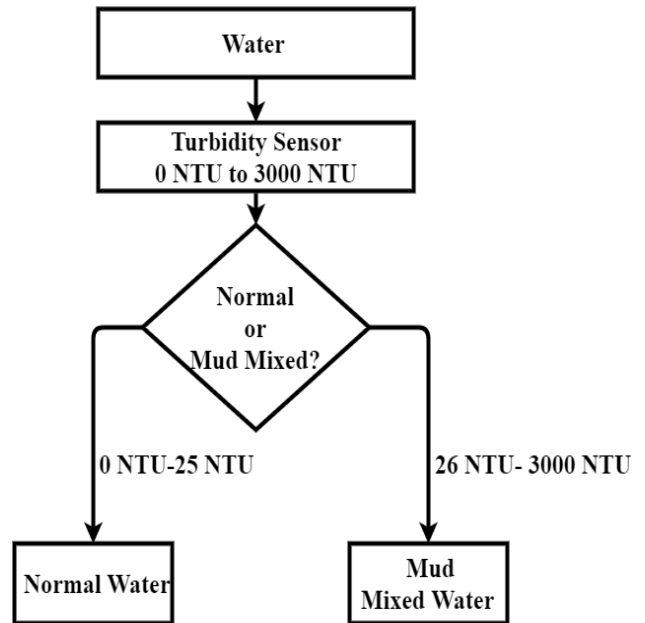 Water
Turbidity Sensor
0 NTU to 3000 NTU
Normal
or
Mud Mixed?
0 NTU-25 NTU
26 NTU- 3000 NTU
Normal Water
Mud
Mixed Water